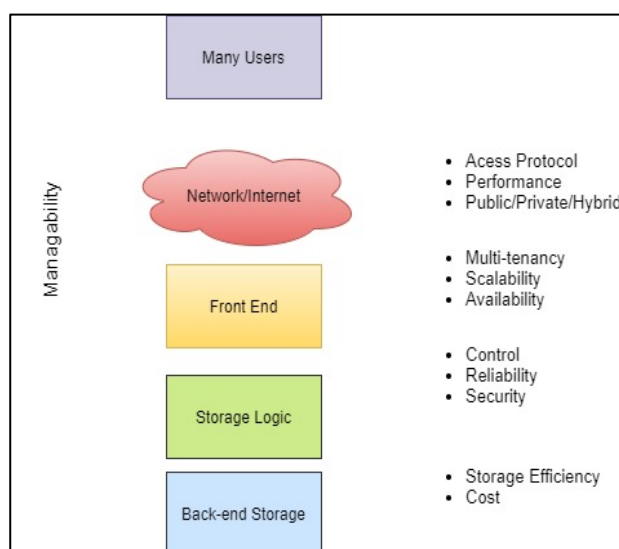 Many Users
Managability
Network/Internet
• Acess Protocol
• Performance
• Public/Private/Hybrid
Front End
• Multi-tenancy
• Scalability
• Availability
Storage Logic
• Control
• Reliability
• Security
Back-end Storage
• Storage Efficiency
• Cost